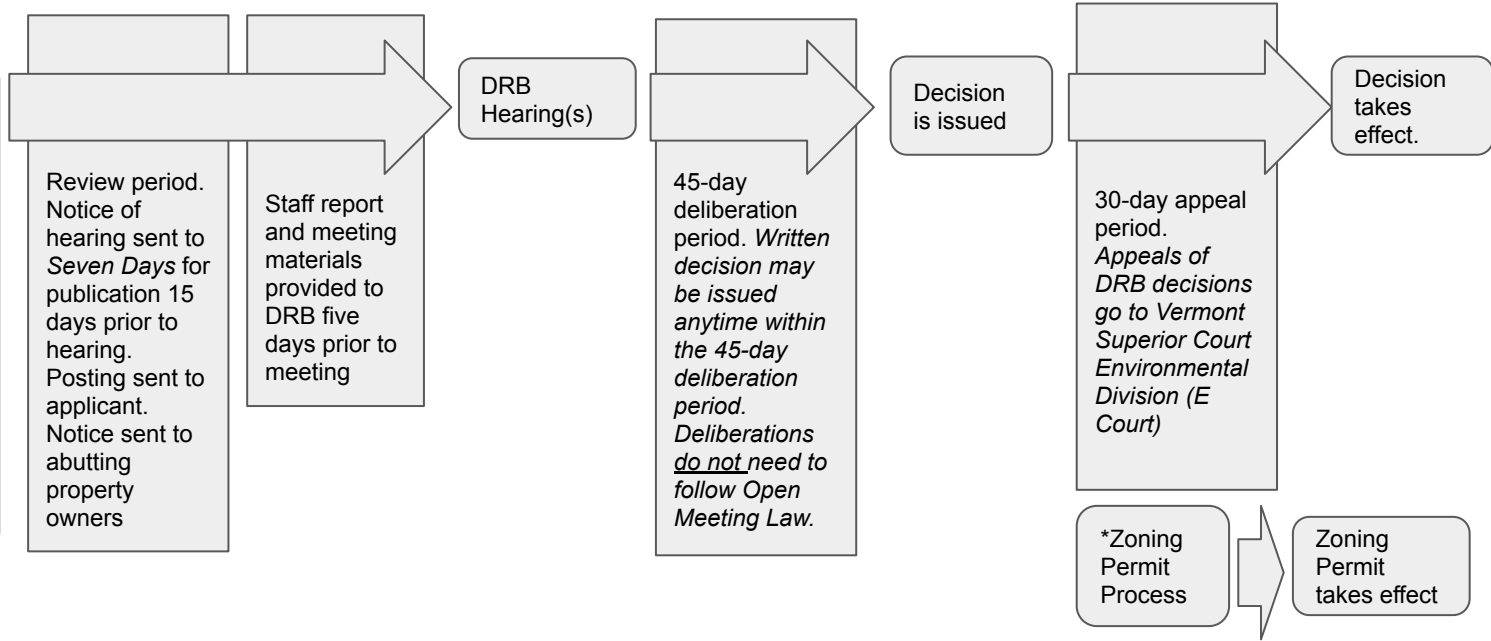 Review period.
Notice of
hearing sent to
Seven Days for
publication 15
days prior to
hearing.
Posting sent to
applicant.
Notice sent to
abutting
property
owners
Staff report
and meeting
materials
provided to
DRB five
days prior to
meeting
DRB
Hearing(s)
45-day
deliberation
period. Written
decision may
be issued
anytime within
the 45-day
deliberation
period.
Deliberations
do not need to
follow Open
Meeting Law.
Decision
is issued
30-day appeal
period.
Appeals of
DRB decisions
go to Vermont
Superior Court
Environmental
Division (E
Court)
Decision
takes
effect.
*Zoning
Permit
Process
Zoning
Permit
takes effect